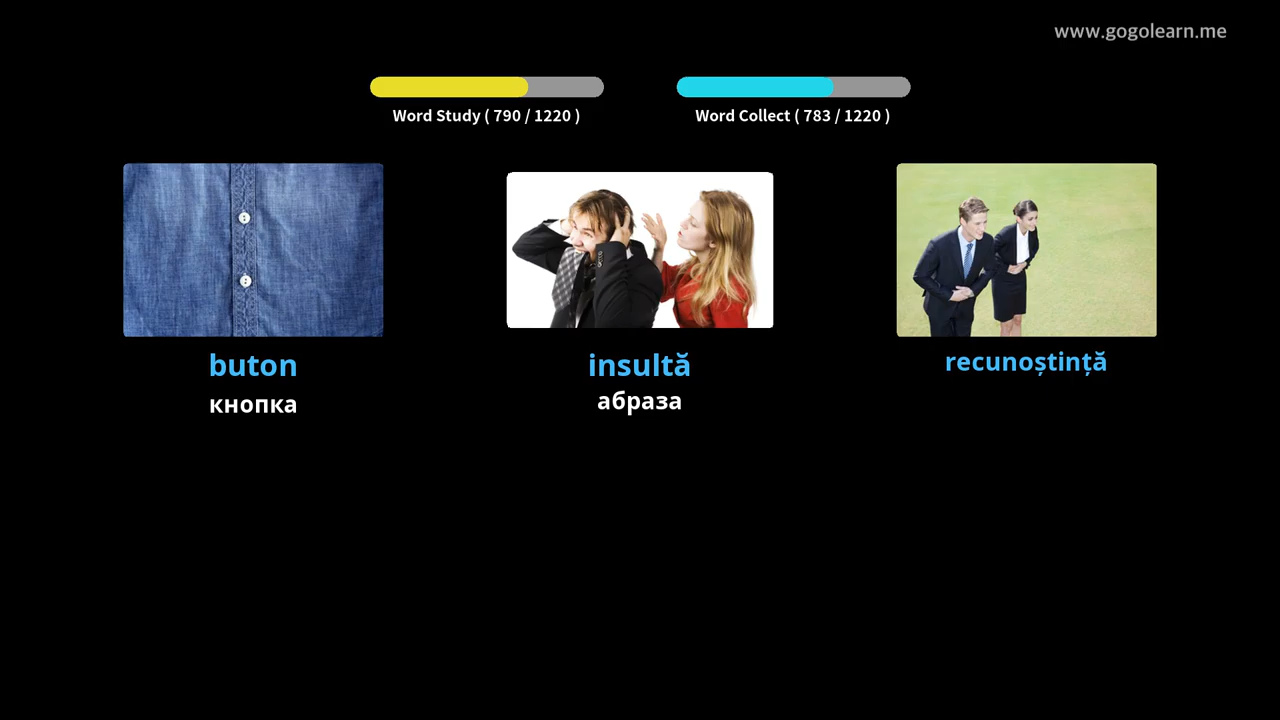 www.gogolearn.me
Word Study ( 790 / 1220 )
Word Collect ( 783 / 1220 )
buton
кнопка
insultă
абраза
recunoștință